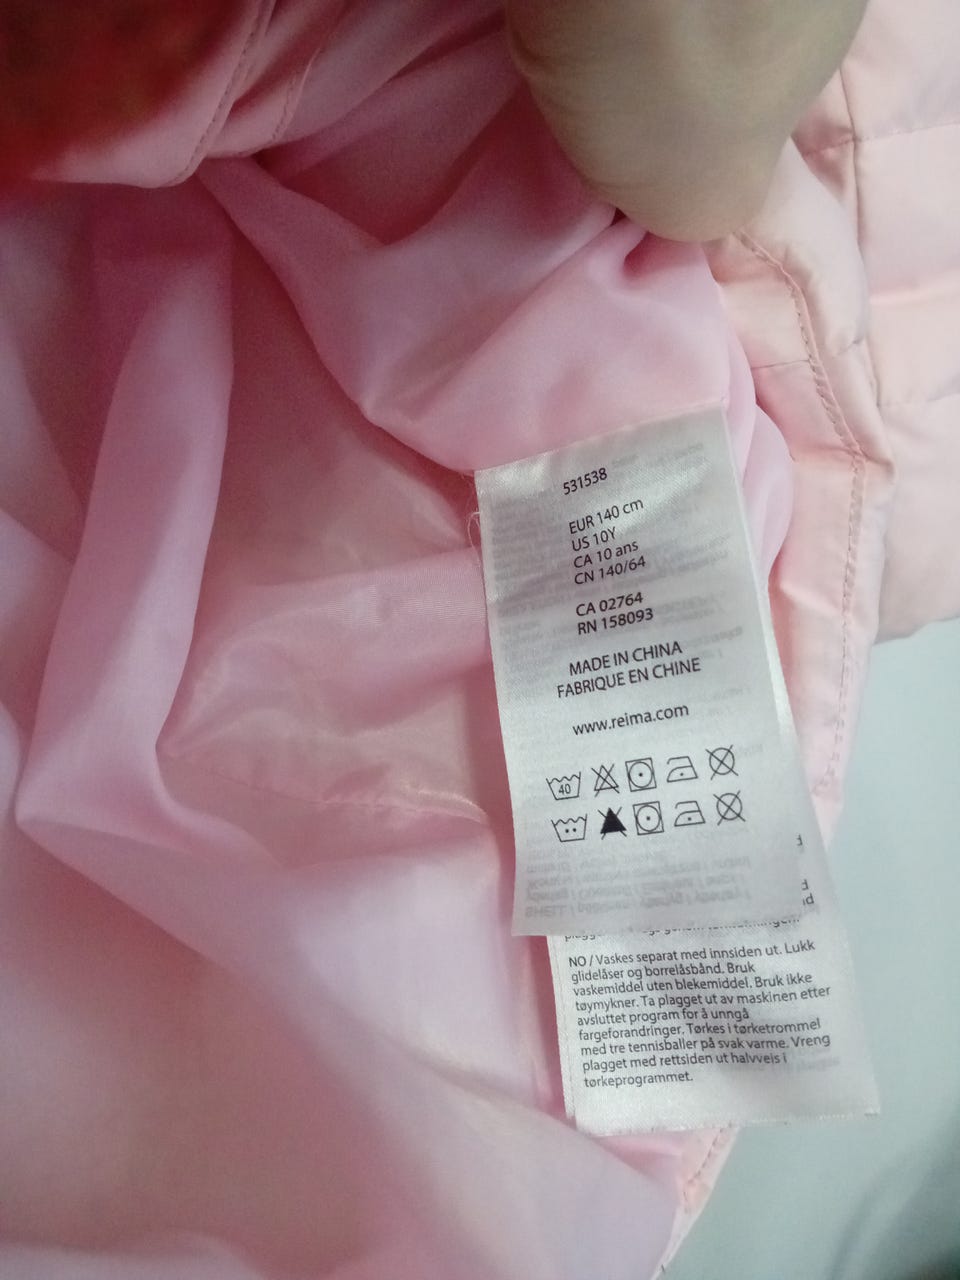 531538
EUR 140 cm
US 10Y
CA 10 ans
CN 140/64
CA 02764
RN 158093
MADE IN CHINA
FABRIQUE EN CHINE
www.reima.com
40
NO / Vaskes separat med innsiden ut. Lukk
glidelåser og borrelåsbånd. Bruk
vaskemiddel uten blekemiddel. Bruk ikke
tøymykner. Ta plagget ut av maskinen etter
avsluttet program for å unngå
fargeforandringer. Tørkes i tørketrommel
med tre tennisballer på svak varme. Vreng
plagget med rettsiden ut halvveis i
tørkeprogrammet.